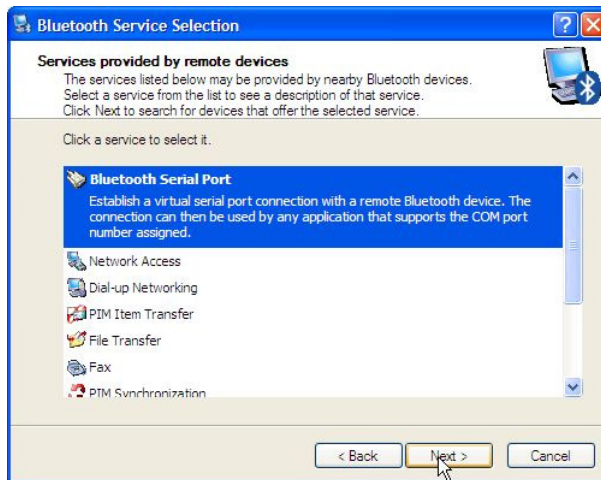 Bluetooth Service Selection
Services provided by remote devices
The services listed below may be provided by nearby Bluetooth devices.
Select a service from the list to see a description of that service.
Click Next to search for devices that offer the selected service.
Click a service to select it.
Bluetooth Serial Port
Establish a virtual serial port connection with a remote Bluetooth device. The
connection can then be used by any application that supports the COM port
number assigned.
Network Access
Dial-up Networking
PIM Item Transfer
File Transfer
Fax
PIM Synchronization
< Back Next > Cancel